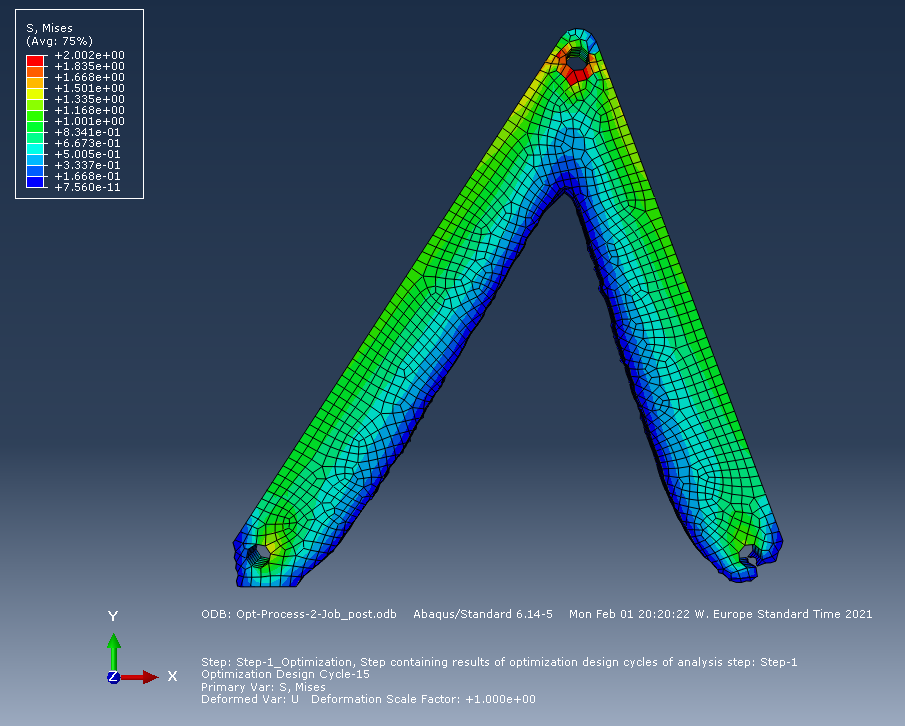 S, Mises
(Avg: 75%)
+2.002e+00
+1.835e+00
+1.668e+00
+1.501e+00
+1.335e+00
+1.168e+00
+1.001e+00
+8.341e-01
+6.673e-01
+5.005e-01
+3.337e-01
+1.668e-01
+7.560e-11
Y
Z X
ODB: Opt-Process-2-Job_post.odb Abaqus/Standard 6.14-5 Mon Feb 01 20:20:22 W. Europe Standard Time 2021
Step: Step-1_Optimization, Step containing results of optimization design cycles of analysis step: Step-1
Optimization Design Cycle-15
Primary Var: S, Mises
Deformed Var: U Deformation Scale Factor: +1.000e+00